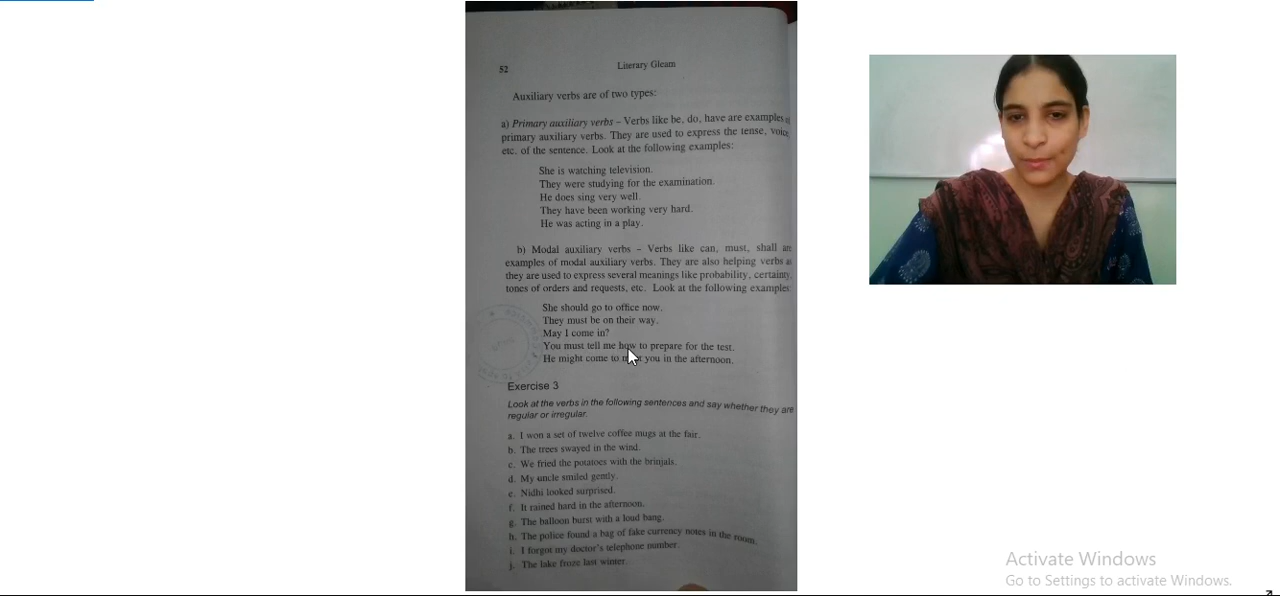 52
Literary Gleam
Auxiliary verbs are of two types:
a) Primary auxiliary verbs – Verbs like be, do, have are examples
primary auxiliary verbs. They are used to express the tense, voice
etc. of the sentence. Look at the following examples:
She is watching television.
They were studying for the examination.
He does sing very well.
They have been working very hard.
He was acting in a play.
b) Modal auxiliary verbs – Verbs like can, must, shall are
examples of modal auxiliary verbs. They are also helping verbs as
they are used to express several meanings like probability, certainty,
tones of orders and requests, etc. Look at the following examples:
She should go to office now.
They must be on their way.
May I come in?
You must tell me how to prepare for the test.
He might come to meet you in the afternoon.
Exercise 3
Look at the verbs in the following sentences and say whether they are
regular or irregular.
a. I won a set of twelve coffee mugs at the fair.
b. The trees swayed in the wind.
c. We fried the potatoes with the brinjals.
d. My uncle smiled gently.
e. Nidhi looked surprised.
f. It rained hard in the afternoon.
g. The balloon burst with a loud bang.
h. The police found a bag of fake currency notes in the room.
i. I forgot my doctor's telephone number.
j. The lake froze last winter.
Activate Windows
Go to Settings to activate Windows.